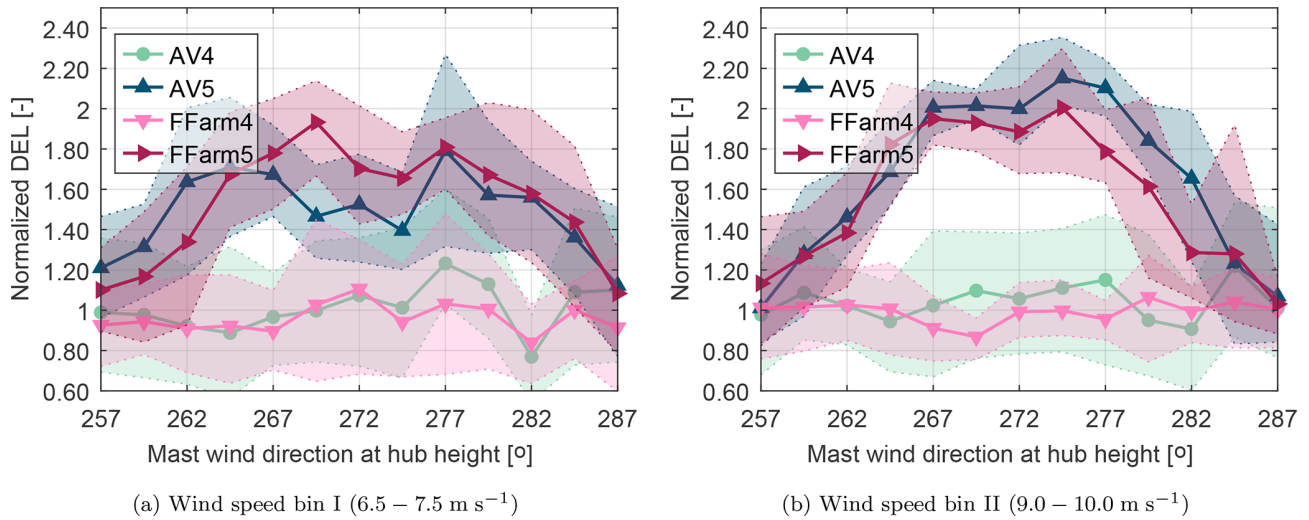 2.40
2.20
2
1.80
1.60
1.40
1.20
1
0.80
0.60
Normalized DEL [-]
AV4
AV5
FFarm4
FFarm5
257 262 267 272 277 282 287
Mast wind direction at hub height [º]
(a) Wind speed bin I (6.5 – 7.5 m s⁻¹)
2.40
2.20
2
1.80
1.60
1.40
1.20
1
0.80
0.60
Normalized DEL [-]
AV4
AV5
FFarm4
FFarm5
257 262 267 272 277 282 287
Mast wind direction at hub height [º]
(b) Wind speed bin II (9.0 – 10.0 m s⁻¹)